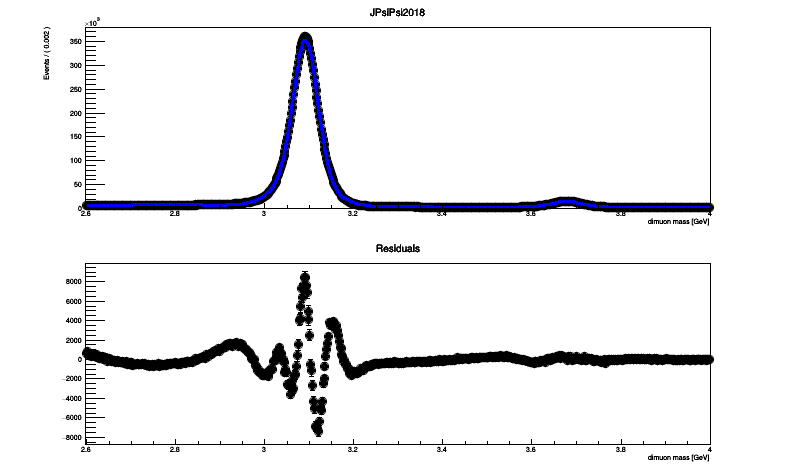 JPsiPsi2018
×10³
Events / ( 0.002 )
350
300
250
200
150
100
50
0
2.6 2.8 3 3.2 3.4 3.6 3.8 4
dimuon mass [GeV]
Residuals
8000
6000
4000
2000
0
−2000
−4000
−6000
−8000
2.6 2.8 3 3.2 3.4 3.6 3.8 4
dimuon mass [GeV]